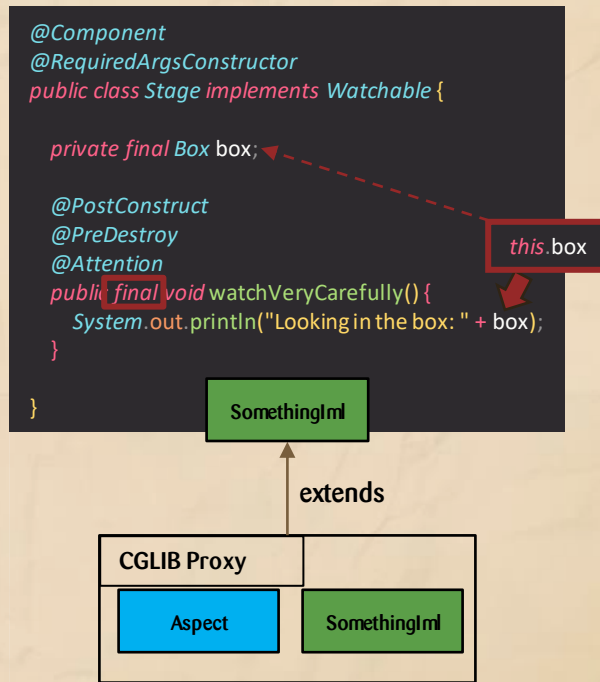 @Component
@RequiredArgsConstructor
public class Stage implements Watchable {
private final Box box;
@PostConstruct
@PreDestroy
@Attention
this.box
public final void watchVeryCarefully() {
System.out.println("Looking in the box: " + box);
}
}
SomethingIml
extends
CGLIB Proxy
Aspect
SomethingIml